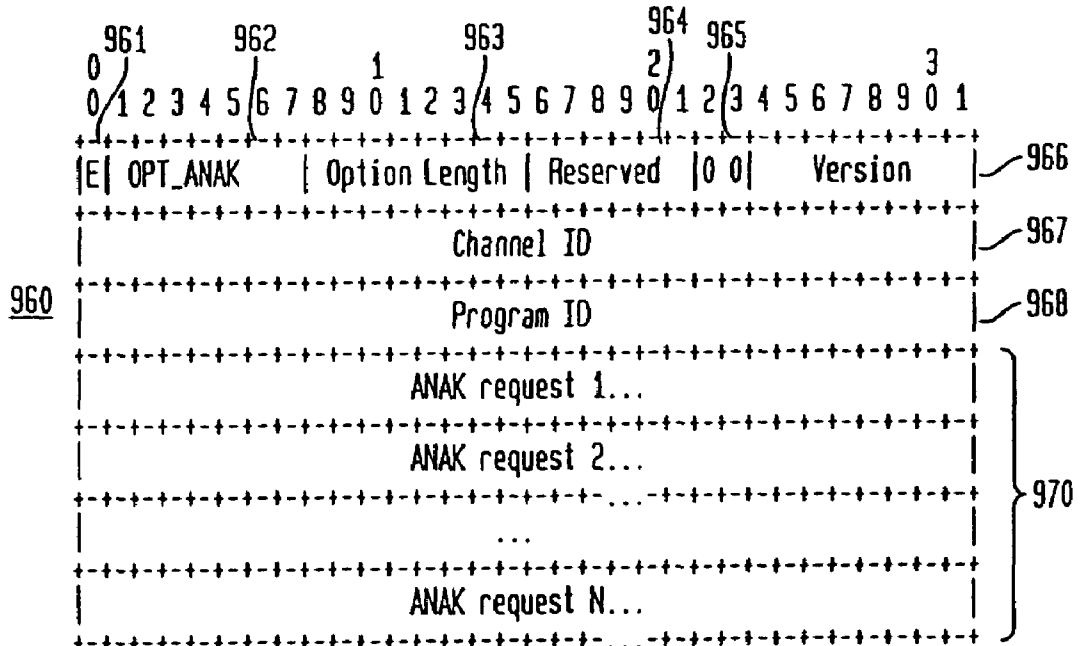 961 962 963 964 965
0 1 2 3
0 1 2 3 4 5 6 7 8 9 0 1 2 3 4 5 6 7 8 9 0 1 2 3 4 5 6 7 8 9 0 1
E OPT_ANAK Option Length Reserved 0 0 Version 966
Channel ID 967
960
Program ID 968
ANAK request 1...
ANAK request 2...
...
970
...
ANAK request N...
...